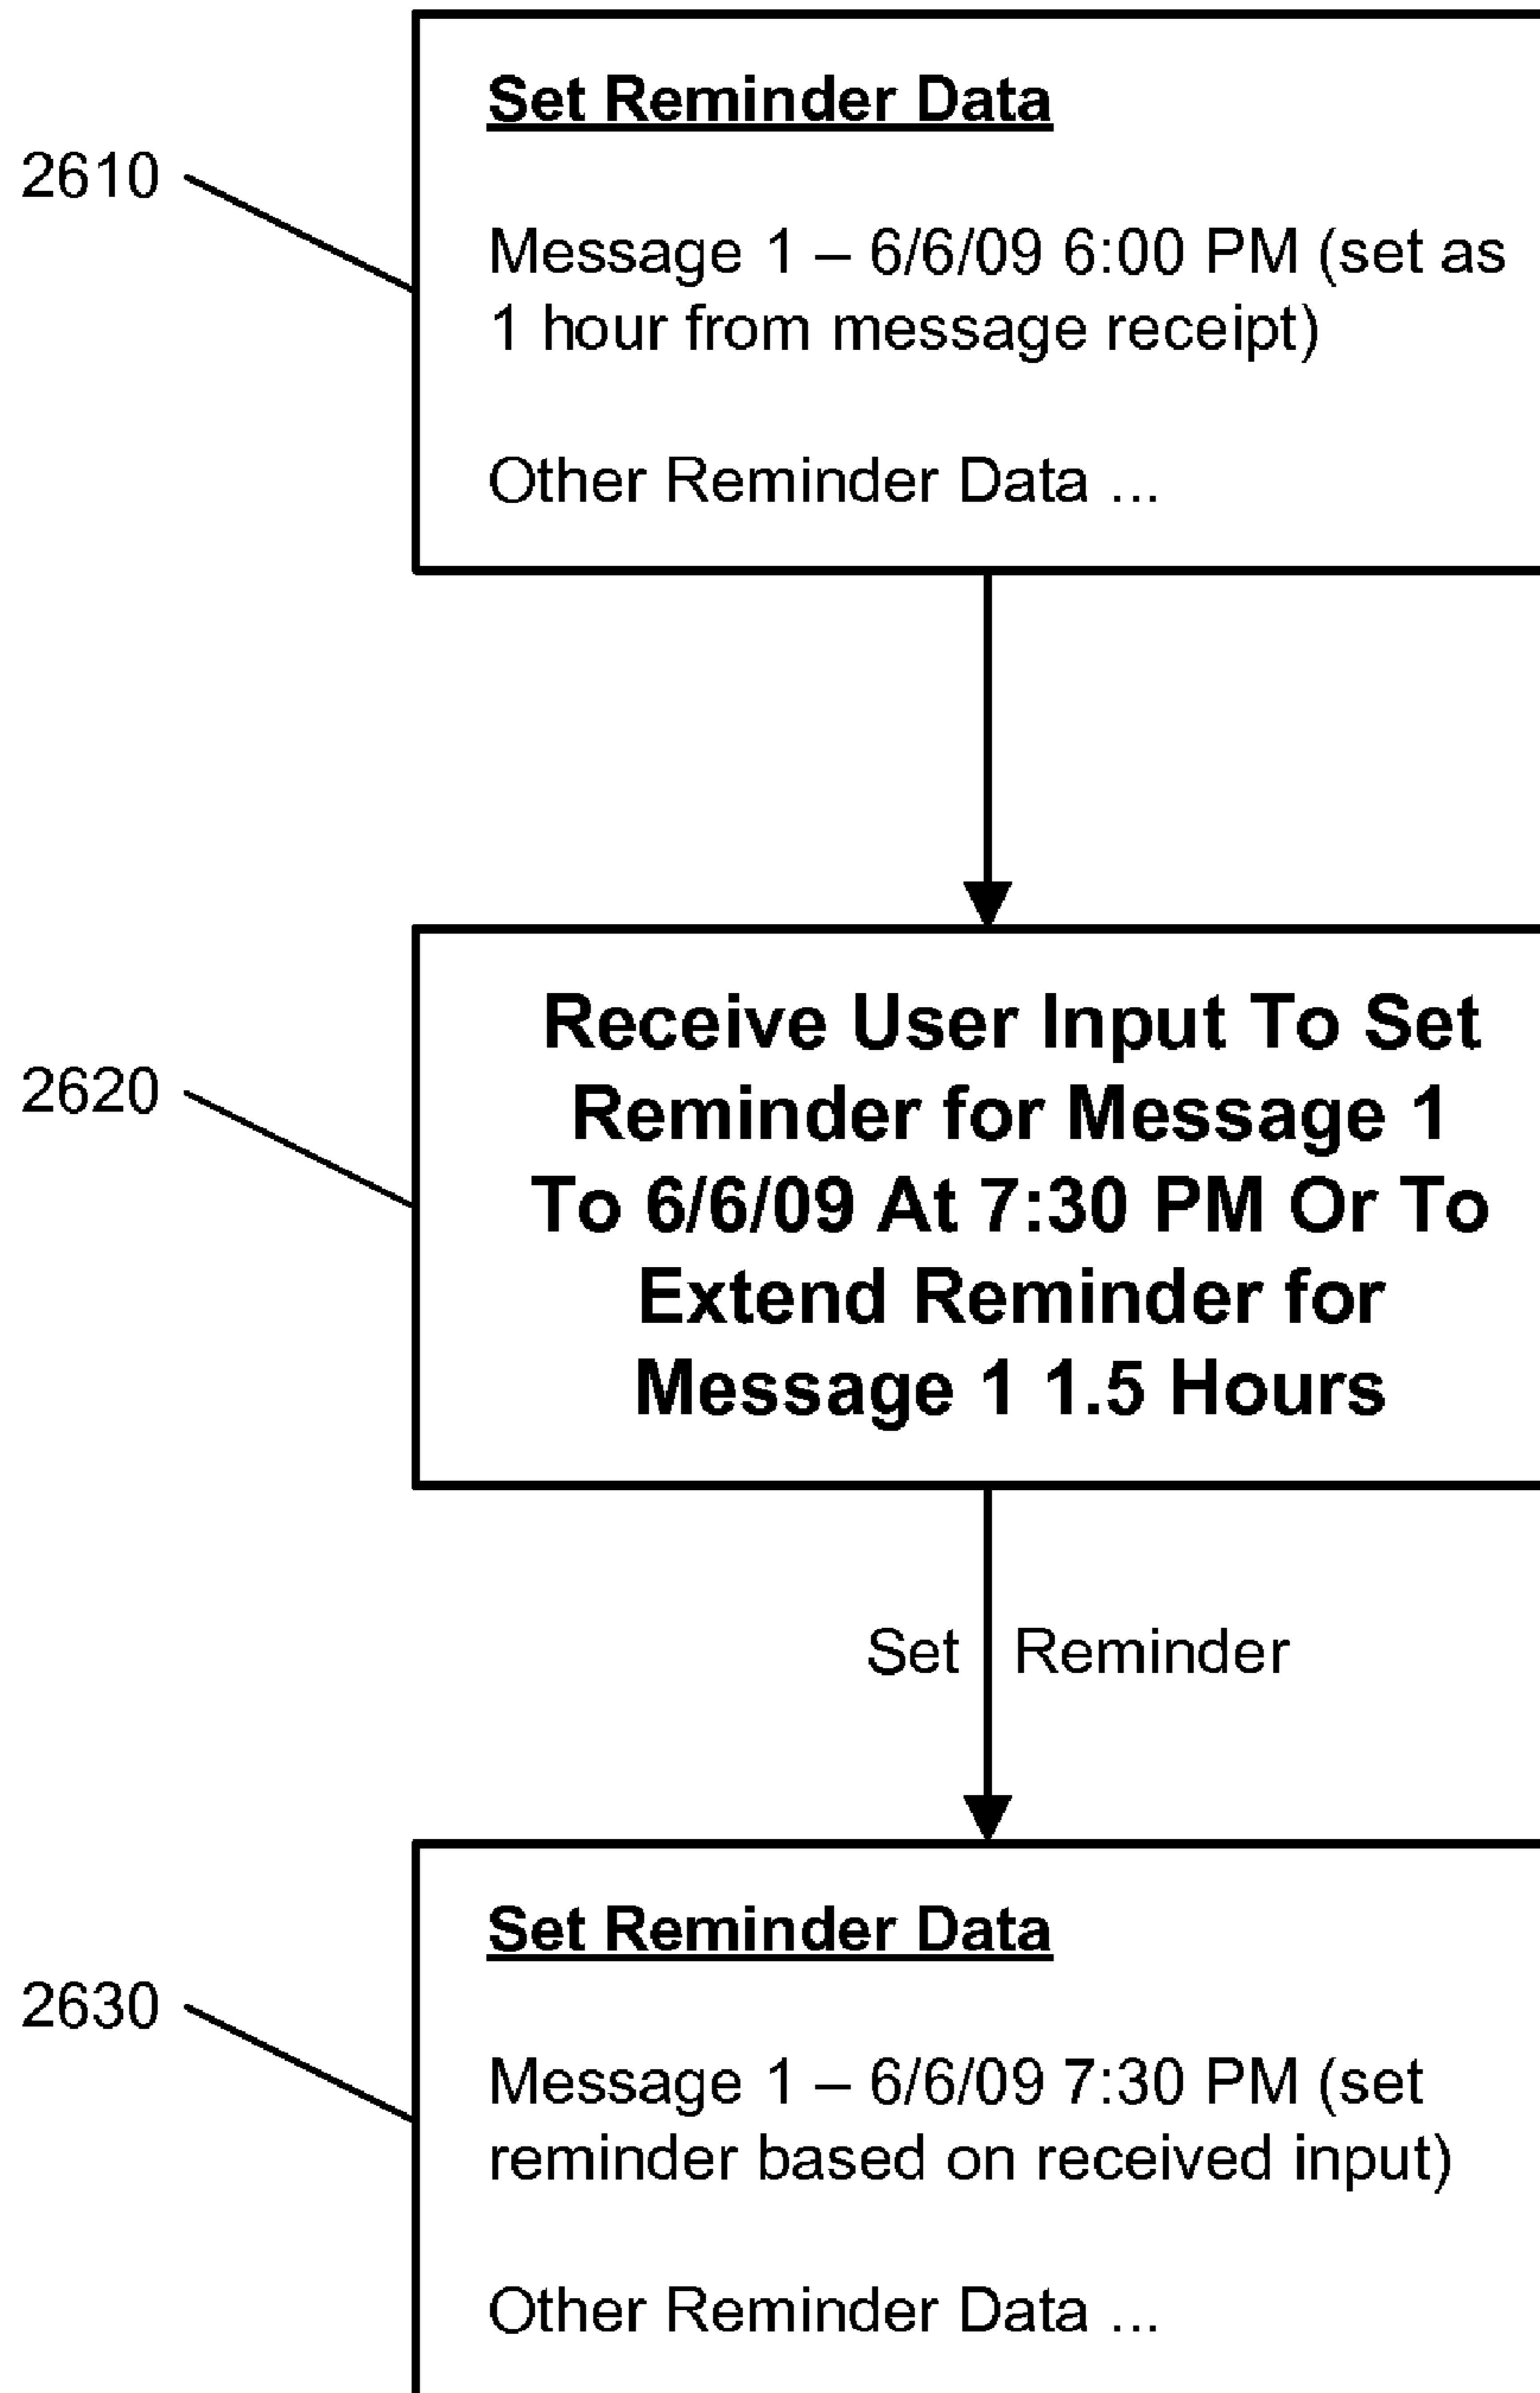 Set Reminder Data
2610
Message 1 – 6/6/09 6:00 PM (set as
1 hour from message receipt)
Other Reminder Data ...
Receive User Input To Set
2620
Reminder for Message 1
To 6/6/09 At 7:30 PM Or To
Extend Reminder for
Message 1 1.5 Hours
Set Reminder
Set Reminder Data
2630
Message 1 – 6/6/09 7:30 PM (set
reminder based on received input)
Other Reminder Data ...